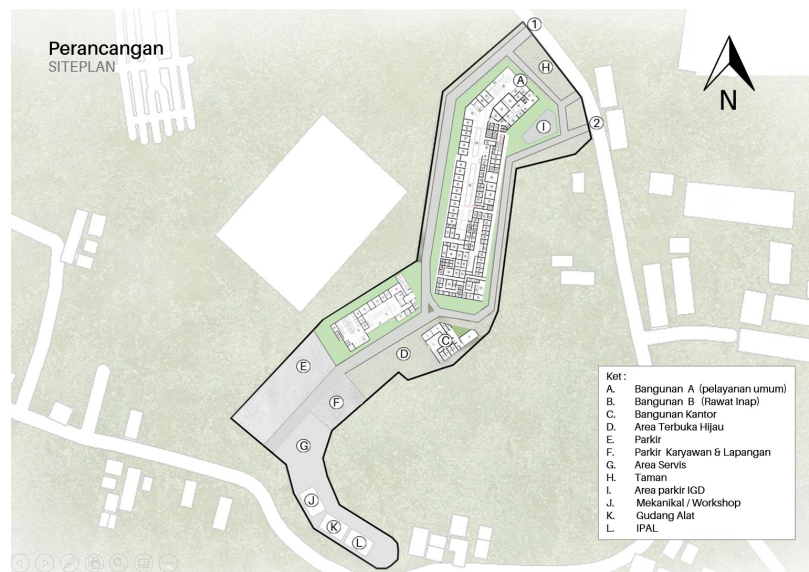 Perancangan
SITEPLAN
1
H
A
N
I
2
C
D
E
F
G
J
K
L
Ket :
A. Bangunan A (pelayanan umum)
B. Bangunan B (Rawat Inap)
C. Bangunan Kantor
D. Area Terbuka Hijau
E. Parkir
F. Parkir Karyawan & Lapangan
G. Area Servis
H. Taman
I. Area parkir IGD
J. Mekanikal / Workshop
K. Gudang Alat
L. IPAL